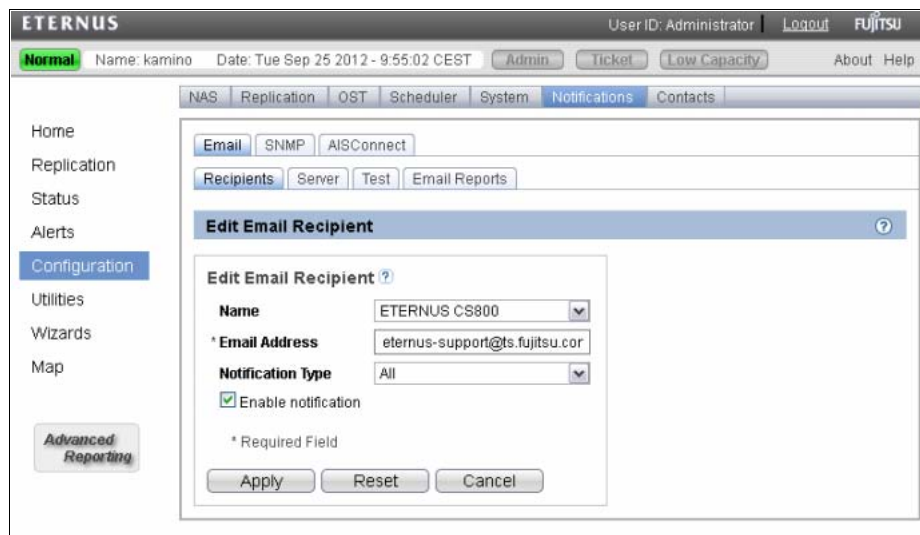 ETERNUS
User ID: Administrator Logout FUJITSU
Normal Name: kamino Date: Tue Sep 25 2012 - 9:55:02 CEST Admin Ticket Low Capacity About Help
NAS Replication OST Scheduler System Notifications Contacts
Home
Replication
Status
Alerts
Configuration
Utilities
Wizards
Map
Advanced
Reporting
Email SNMP AISConnect
Recipients Server Test Email Reports
Edit Email Recipient ?
Edit Email Recipient ?
Name ETERNUS CS800
* Email Address eternus-support@ts.fujitsu.cor
Notification Type All
Enable notification
* Required Field
Apply Reset Cancel